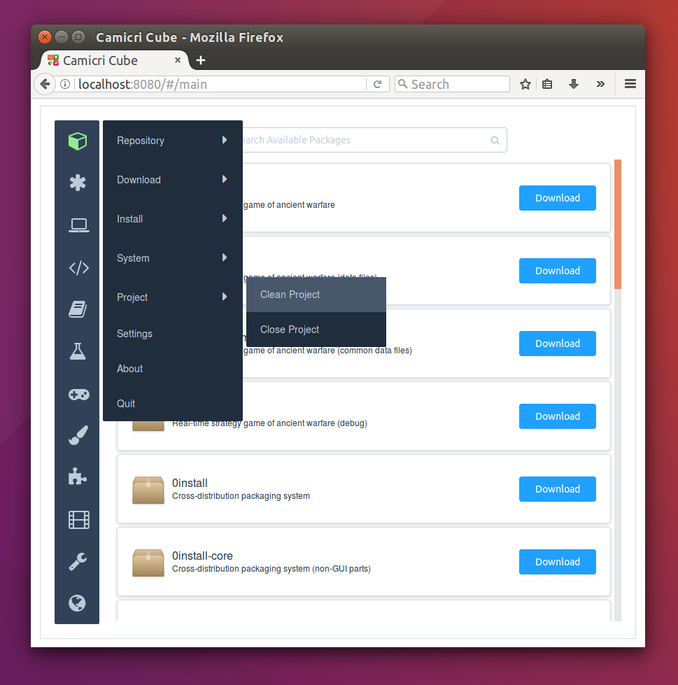 Camicri Cube - Mozilla Firefox
Camicri Cube
localhost:8080/#/main
Search
Repository
earch Available Packages
Download
game of ancient warfare
Download
Install
System
game of ancient warfare (data files)
Download
Project
Clean Project
Settings
Close Project
Download
game of ancient warfare (common data files)
About
Quit
Real-time strategy game of ancient warfare (debug)
Download
0install
Cross-distribution packaging system
Download
0install-core
Cross-distribution packaging system (non-GUI parts)
Download